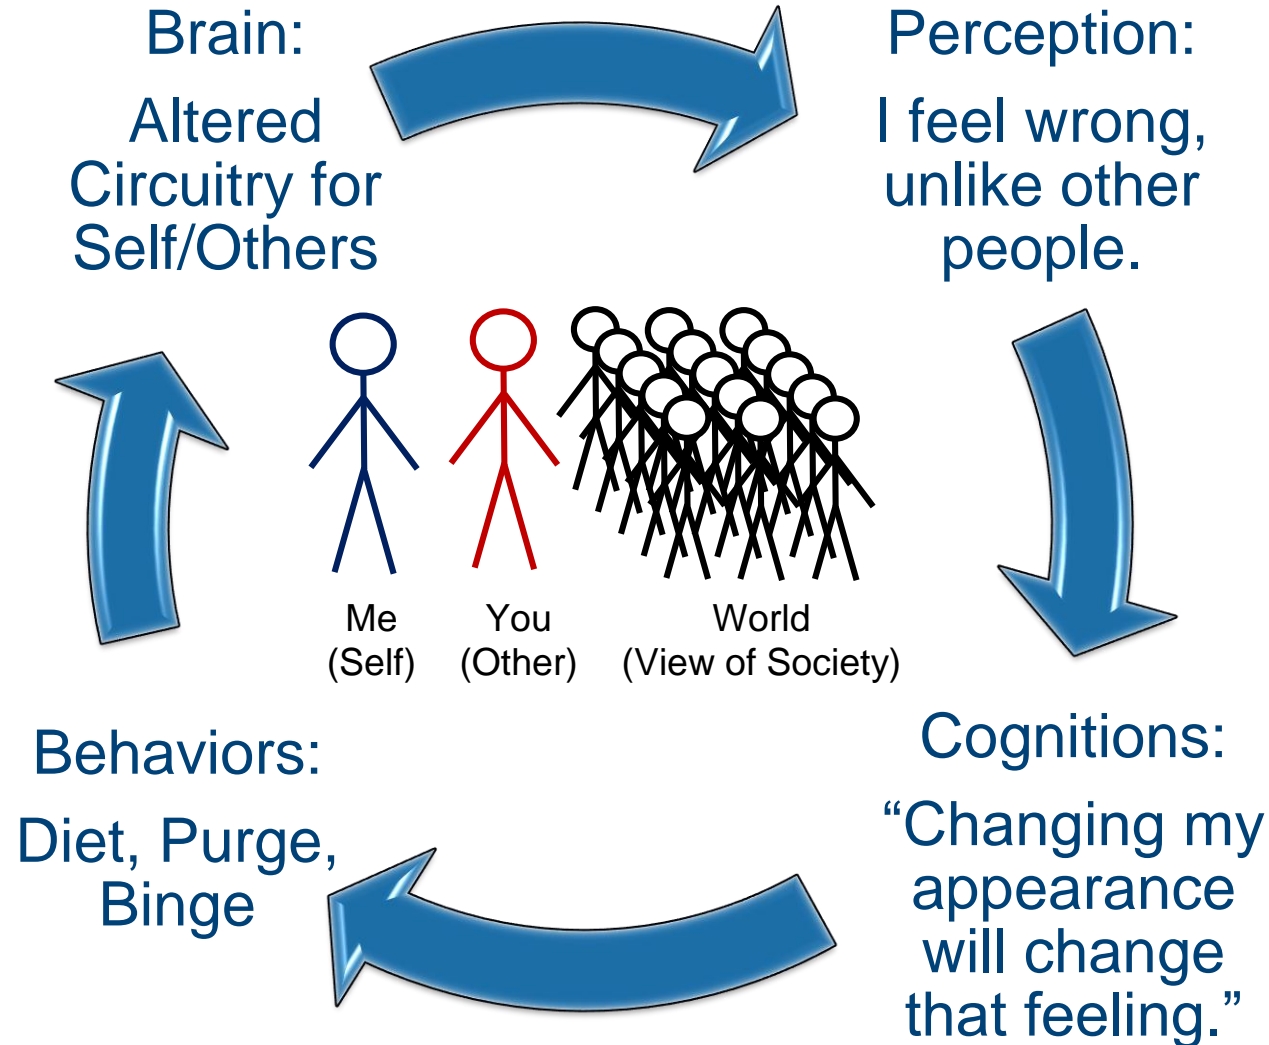 Brain:
Altered
Circuitry for
Self/Others
Perception:
I feel wrong,
unlike other
people.
Me
(Self)
You
(Other)
World
(View of Society)
Cognitions:
“Changing my
appearance
will change
that feeling.”
Behaviors:
Diet, Purge,
Binge